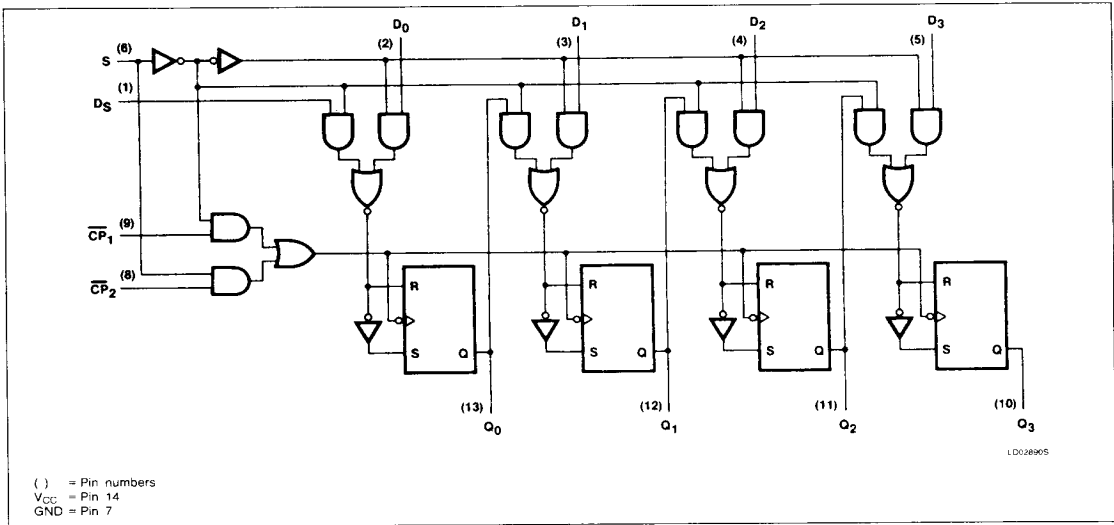 D0
D1
D2
D3
(6)
(2)
(3)
(4)
(5)
S
(1)
DS
(9)
CP1
(8)
CP2
R
S
Q
R
S
Q
R
S
Q
R
S
Q
(13)
(12)
(11)
(10)
Q0
Q1
Q2
Q3
LD02890S
( ) = Pin numbers
VCC = Pin 14
GND = Pin 7